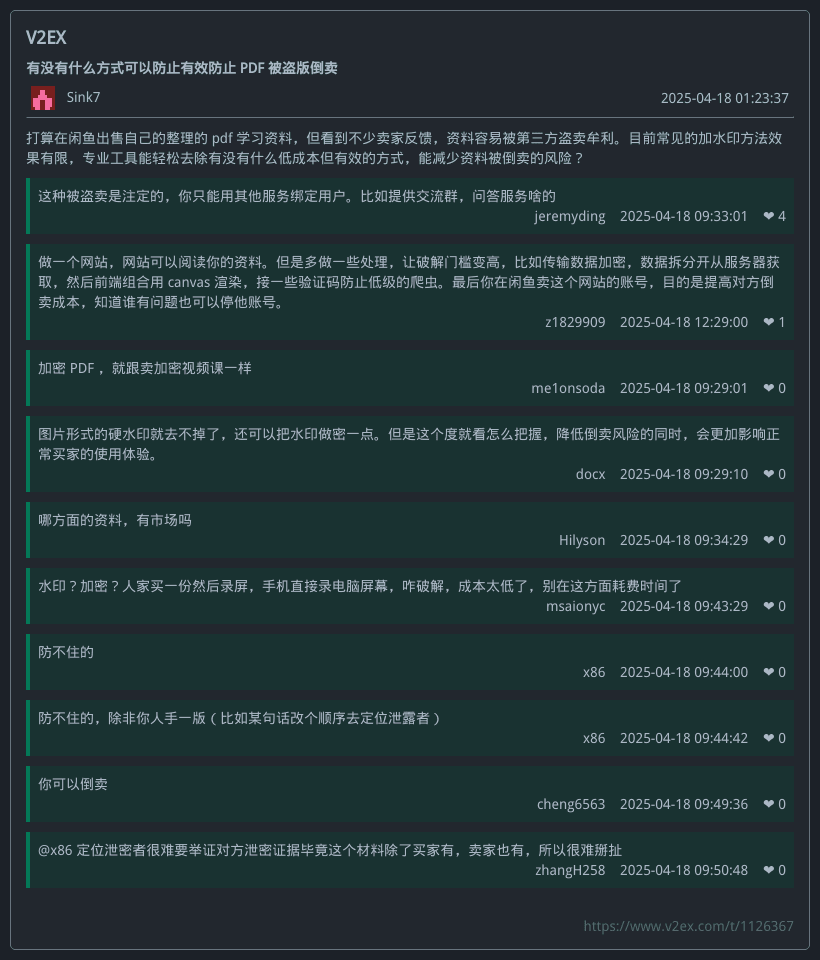 V2EX
有没有什么方式可以防止有效防止 PDF 被盗版倒卖
Sink7
2025-04-18 01:23:37
打算在闲鱼出售自己的整理的 pdf 学习资料，但看到不少卖家反馈，资料容易被第三方盗卖牟利。目前常见的加水印方法效
果有限，专业工具能轻松去除有没有什么低成本但有效的方式，能减少资料被倒卖的风险？
这种被盗卖是注定的，你只能用其他服务绑定用户。比如提供交流群，问答服务啥的
jeremyding 2025-04-18 09:33:01 ❤ 4
做一个网站，网站可以阅读你的资料。但是多做一些处理，让破解门槛变高，比如传输数据加密，数据拆分开从服务器获
取，然后前端组合用 canvas 渲染，接一些验证码防止低级的爬虫。最后你在闲鱼卖这个网站的账号，目的是提高对方倒
卖成本，知道谁有问题也可以停他账号。
z1829909 2025-04-18 12:29:00 ❤ 1
加密 PDF ，就跟卖加密视频课一样
me1onsoda 2025-04-18 09:29:01 ❤ 0
图片形式的硬水印就去不掉了，还可以把水印做密一点。但是这个度就看怎么把握，降低倒卖风险的同时，会更加影响正
常买家的使用体验。
docx 2025-04-18 09:29:10 ❤ 0
哪方面的资料，有市场吗
Hilyson 2025-04-18 09:34:29 ❤ 0
水印？加密？人家买一份然后录屏，手机直接录电脑屏幕，咋破解，成本太低了，别在这方面耗费时间了
msaionyc 2025-04-18 09:43:29 ❤ 0
防不住的
x86 2025-04-18 09:44:00 ❤ 0
防不住的，除非你人手一版（比如某句话改个顺序去定位泄露者）
x86 2025-04-18 09:44:42 ❤ 0
你可以倒卖
cheng6563 2025-04-18 09:49:36 ❤ 0
@x86 定位泄密者很难要举证对方泄密证据毕竟这个材料除了买家有，卖家也有，所以很难掰扯
zhangH258 2025-04-18 09:50:48 ❤ 0
https://www.v2ex.com/t/1126367